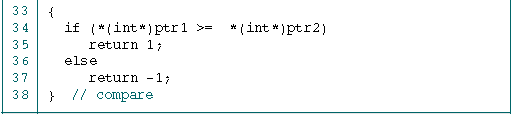 33 {
34   if (*(int*)ptr1 >=  *(int*)ptr2)
35      return 1;
36   else
37      return -1;
38 }  // compare